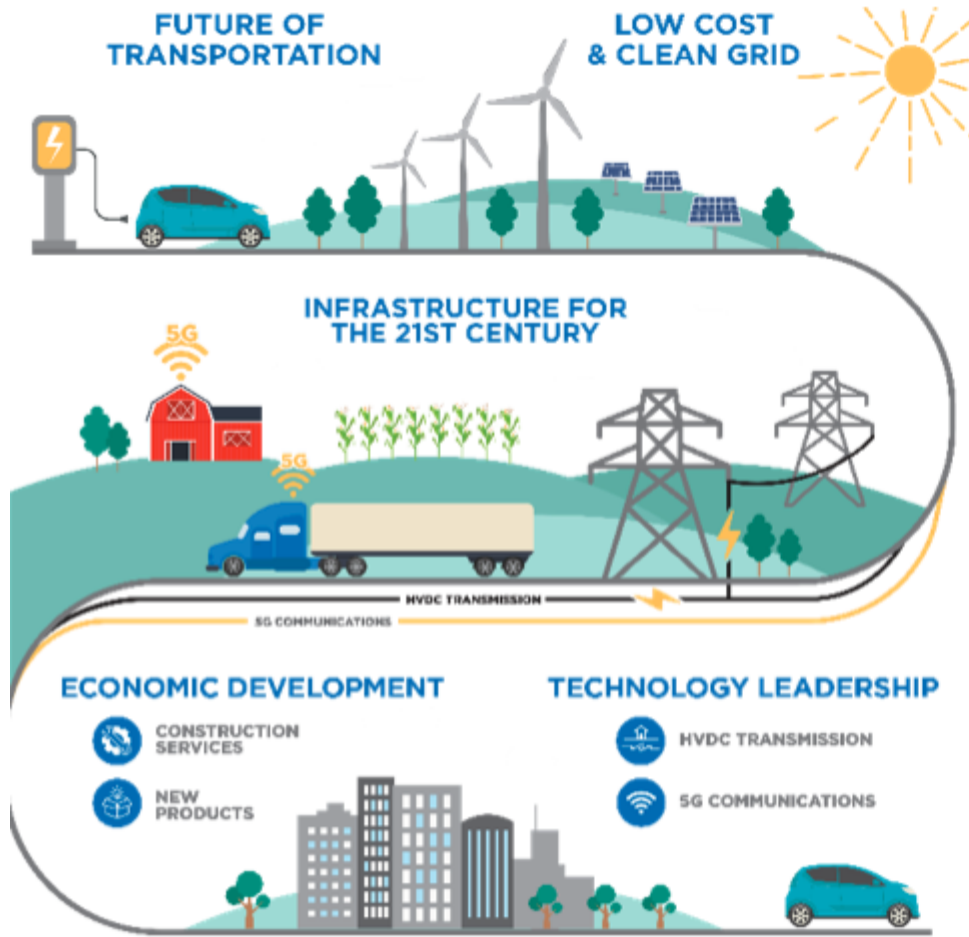 FUTURE OF
TRANSPORTATION
LOW COST
& CLEAN GRID
INFRASTRUCTURE FOR
THE 21ST CENTURY
5G
5G
HVDC TRANSMISSION
5G COMMUNICATIONS
ECONOMIC DEVELOPMENT
CONSTRUCTION
SERVICES
NEW
PRODUCTS
TECHNOLOGY LEADERSHIP
HVDC TRANSMISSION
5G COMMUNICATIONS